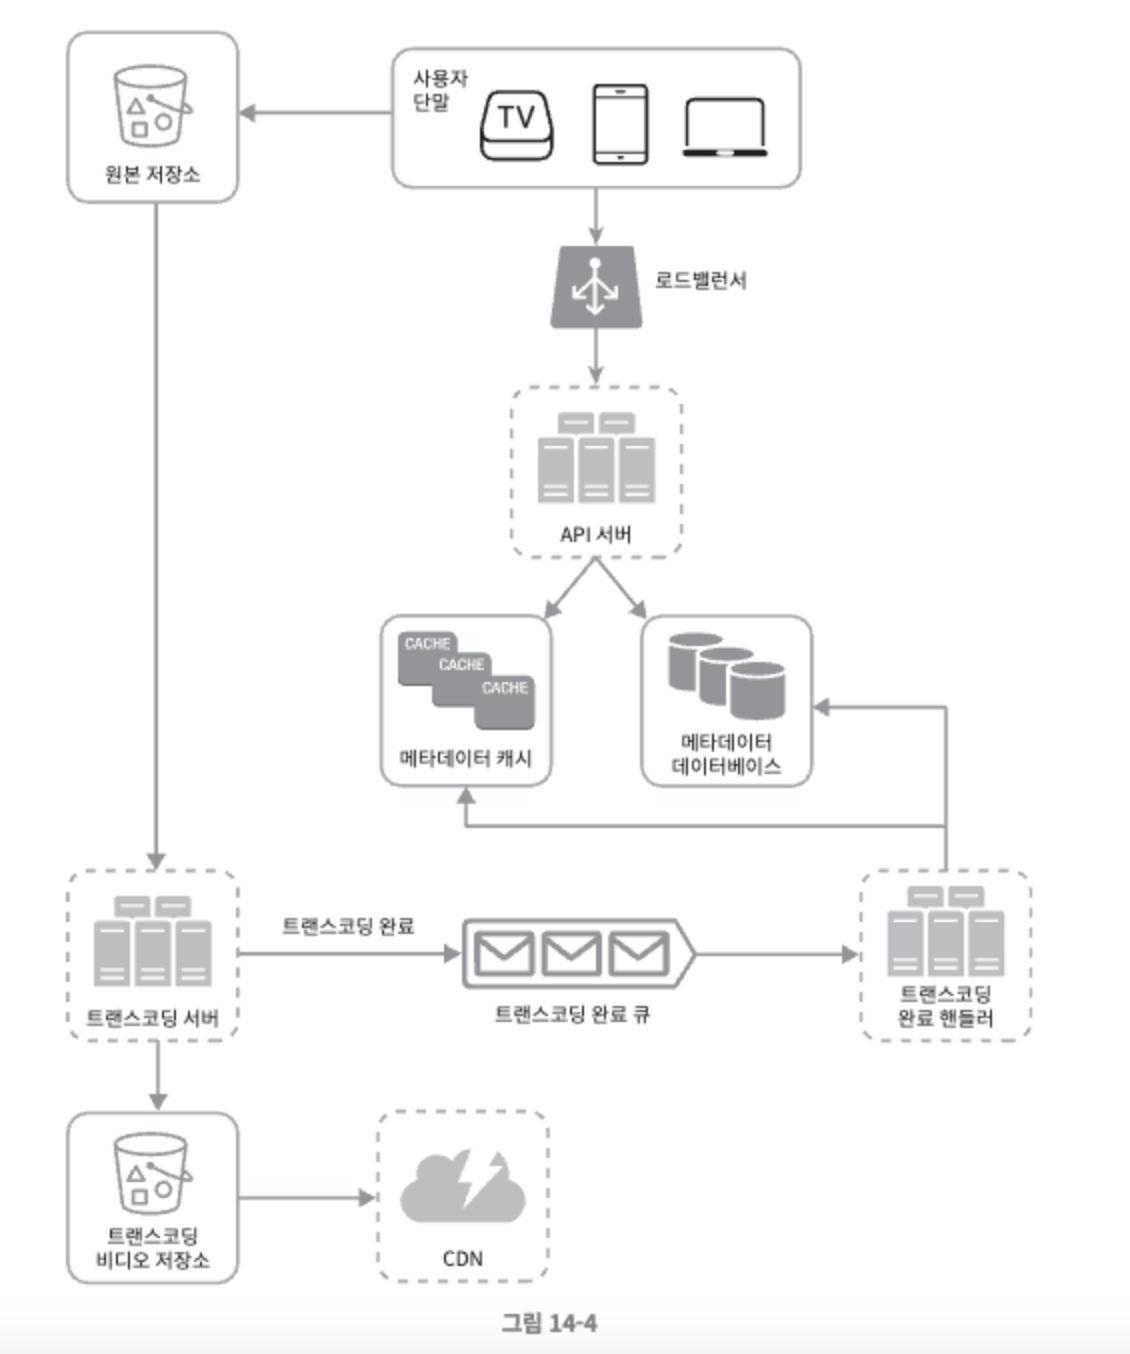 사용자
단말
TV
원본 저장소
로드밸런서
API 서버
CACHE
CACHE
CACHE
메타데이터 캐시
메타데이터
데이터베이스
트랜스코딩 서버
트랜스코딩 완료
트랜스코딩 완료 큐
트랜스코딩
완료 핸들러
트랜스코딩
비디오 저장소
CDN
그림 14-4